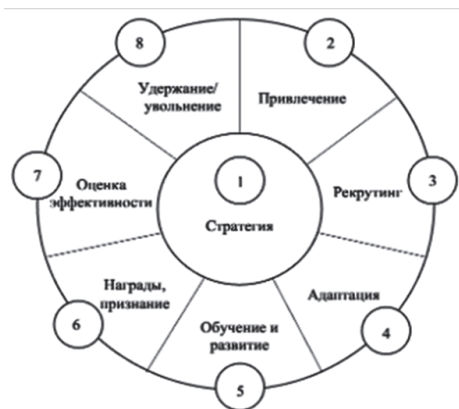 8
2
Удержание/
увольнение
Привлечение
1
Стратегия
7
Оценка
эффективности
3
Рекрутинг
Награды,
признание
6
Адаптация
4
Обучение и
развитие
5